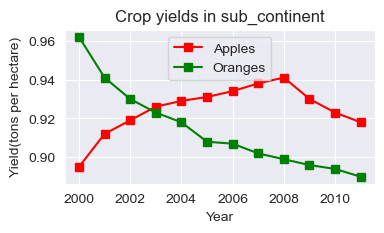 Crop yields in sub_continent
Apples
Oranges
Yield(tons per hectare)
0.96
0.94
0.92
0.90
2000 2002 2004 2006 2008 2010
Year